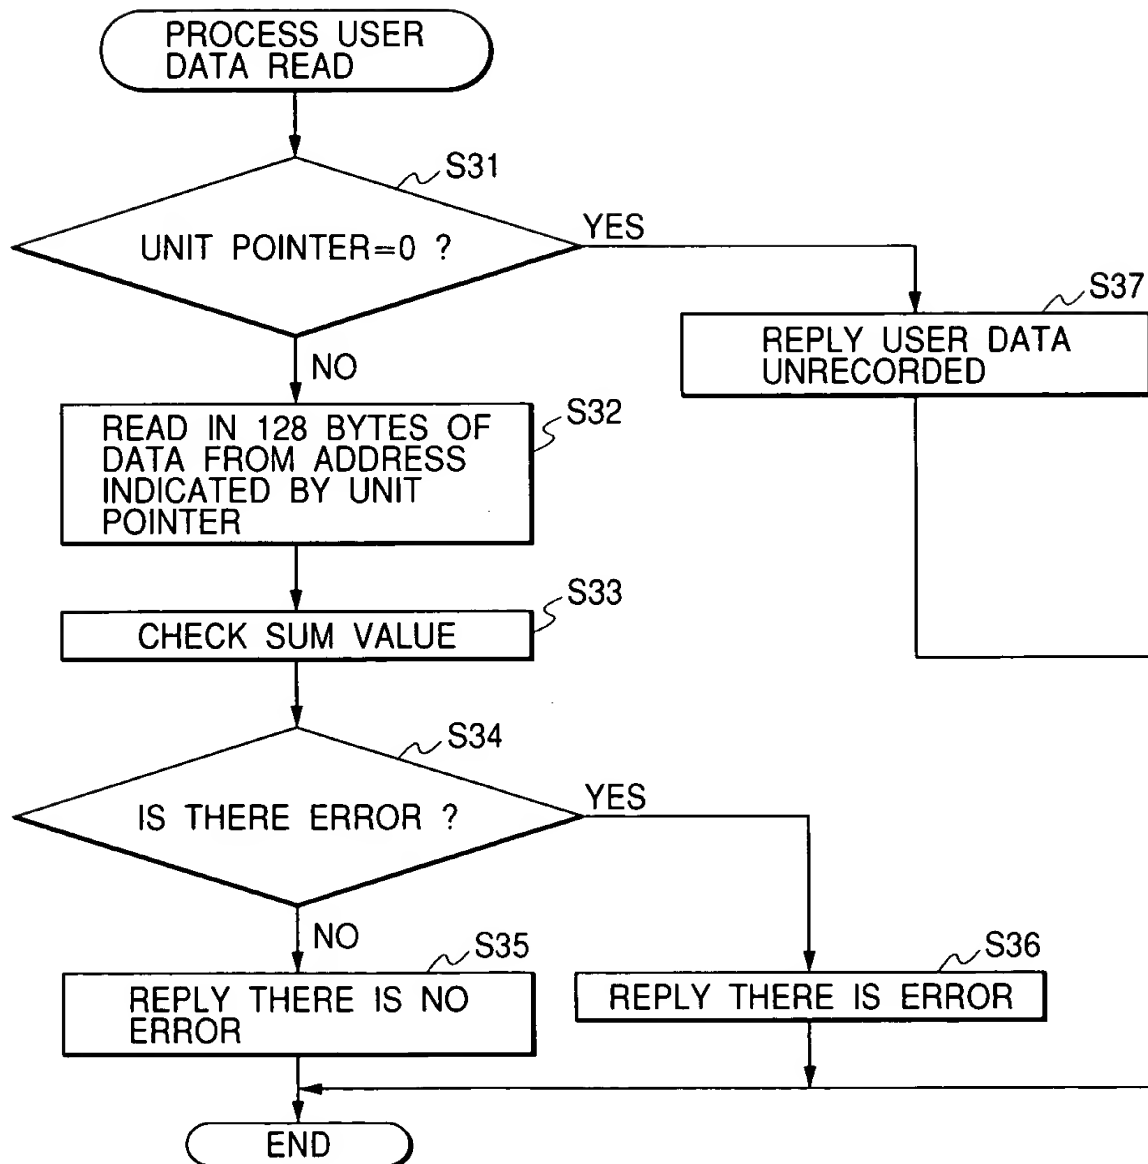 PROCESS USER
DATA READ
S31
UNIT POINTER=0 ?
YES
S37
REPLY USER DATA
UNRECORDED
NO
S32
READ IN 128 BYTES OF
DATA FROM ADDRESS
INDICATED BY UNIT
POINTER
S33
CHECK SUM VALUE
S34
IS THERE ERROR ?
YES
NO
S35
REPLY THERE IS NO
ERROR
S36
REPLY THERE IS ERROR
END